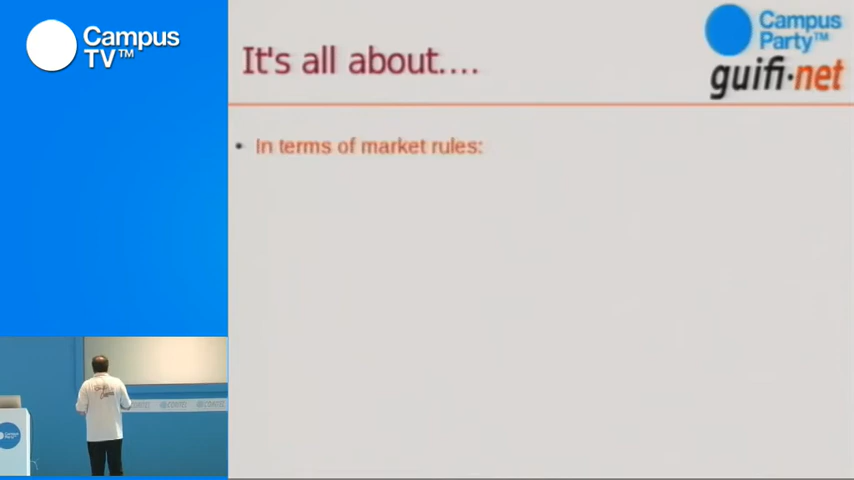 Campus
TV™
It's all about....
Campus
Party™
guifi·net
• In terms of market rules: